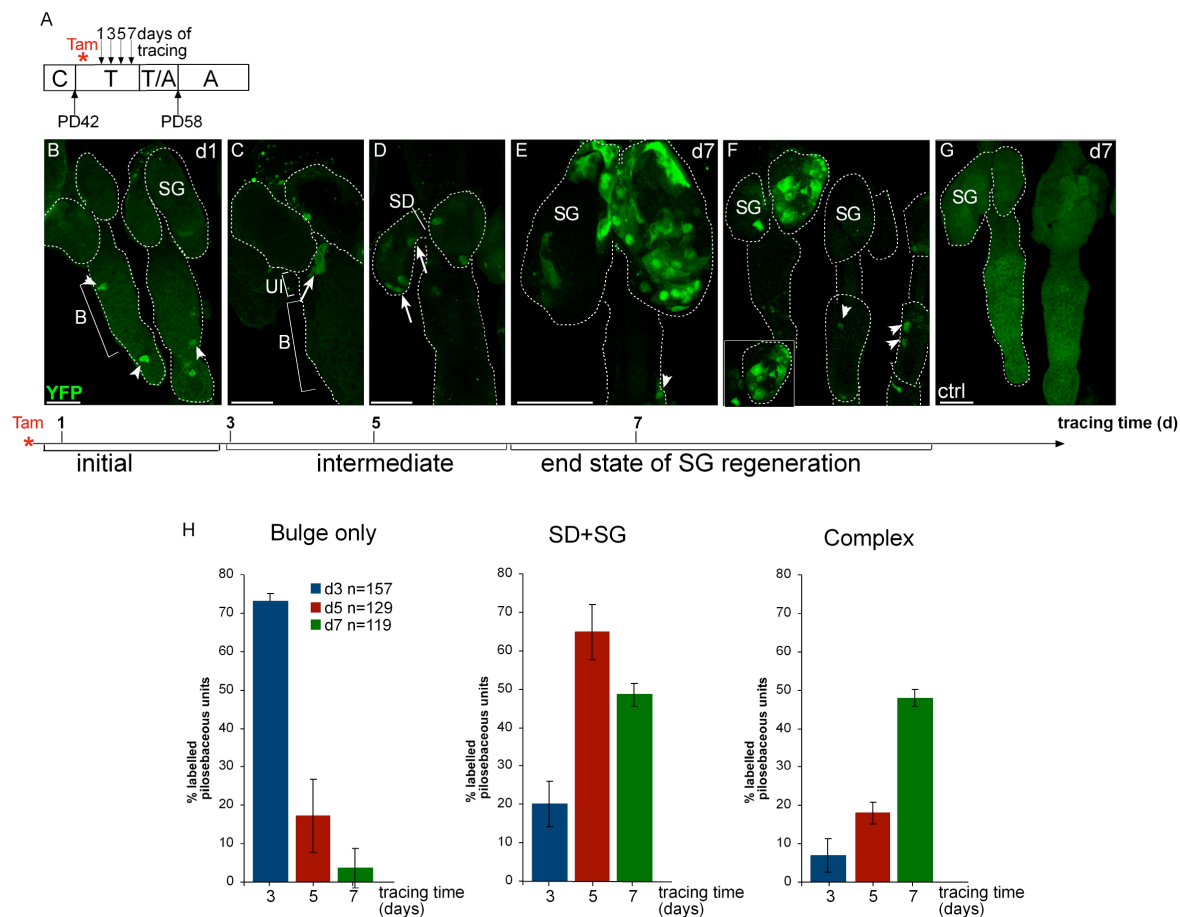 A
Tam
1 3 5 7 days of
tracing
*
C T T/A A
PD42 PD58
B d1 SG B YFP
C UI B
D SD
E SG d7
F SG SG
G d7 SG ctrl
Tam
* 1 3 5 7 tracing time (d)
initial intermediate end state of SG regeneration
H
Bulge only
% labelled
pilosebaceous units
80
70
60
50
40
30
20
10
0
d3 n=157
d5 n=129
d7 n=119
3 5 7 tracing time
(days)
SD+SG
% labelled
pilosebaceous units
80
70
60
50
40
30
20
10
0
3 5 7 tracing time
(days)
Complex
% labelled
pilosebaceous units
80
70
60
50
40
30
20
10
0
3 5 7 tracing time
(days)